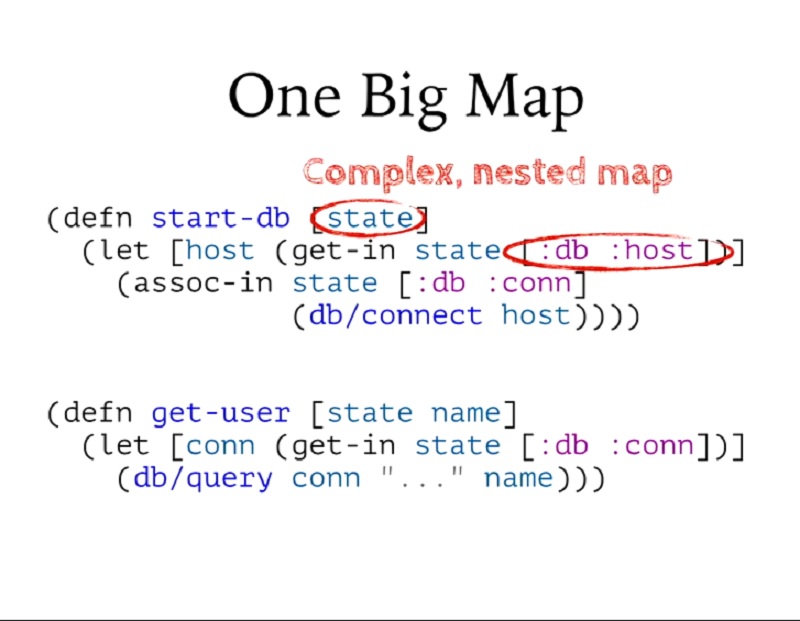 One Big Map
Complex, nested map
(defn start-db [state]
(let [host (get-in state [:db :host])]
(assoc-in state [:db :conn]
(db/connect host))))
(defn get-user [state name]
(let [conn (get-in state [:db :conn])]
(db/query conn "..." name)))